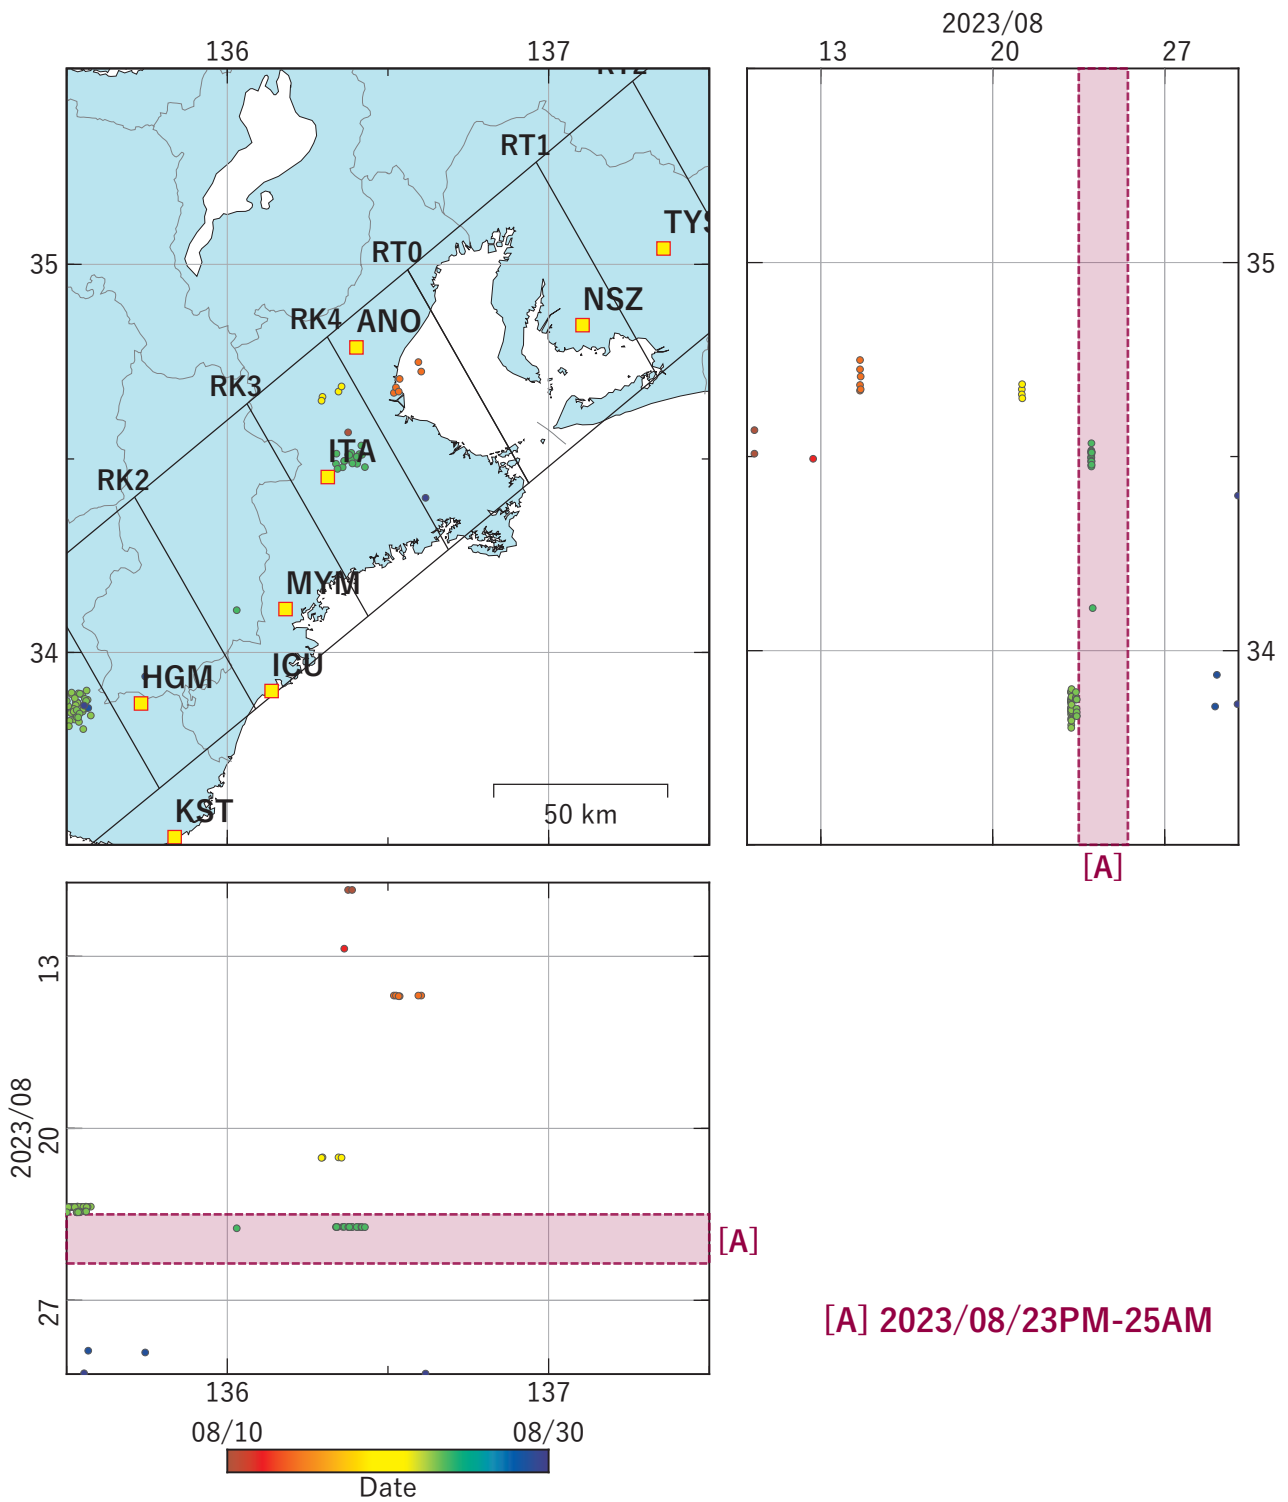 2023/08
136 137 13 20 27
RT2
RT1
TYS
RT0
35 35
NSZ
RK4 ANO
RK3
ITA
RK2
MYM
34 34
ICU
HGM
50 km
KST
[A]
13
2023/08
20
[A]
27
[A] 2023/08/23PM-25AM
136 137
08/10 08/30
Date